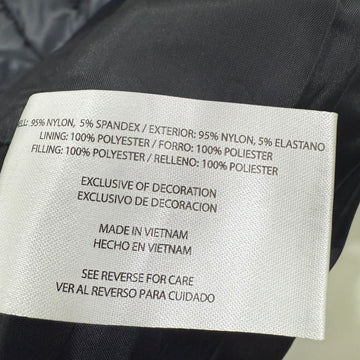 95% NYLON, 5% SPANDEX / EXTERIOR: 95% NYLON, 5% ELASTANO
LINING: 100% POLYESTER / FORRO: 100% POLIESTER
FILLING: 100% POLYESTER / RELLENO: 100% POLIESTER
EXCLUSIVE OF DECORATION
EXCLUSIVO DE DECORACION
MADE IN VIETNAM
HECHO EN VIETNAM
SEE REVERSE FOR CARE
VER AL REVERSO PARA CUIDADO